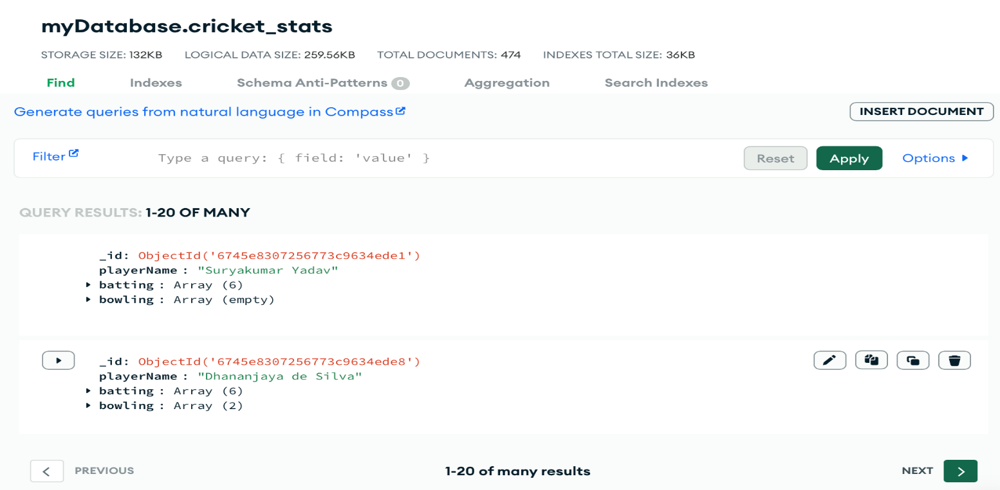 myDatabase.cricket_stats
STORAGE SIZE: 132KB LOGICAL DATA SIZE: 259.56KB TOTAL DOCUMENTS: 474 INDEXES TOTAL SIZE: 36KB
Find Indexes Schema Anti-Patterns 0 Aggregation Search Indexes
Generate queries from natural language in Compass INSERT DOCUMENT
Filter Type a query: { field: 'value' } Reset Apply Options
QUERY RESULTS: 1-20 OF MANY
_id: ObjectId('6745e8307256773c9634ede1')
playerName : "Suryakumar Yadav"
batting : Array (6)
bowling : Array (empty)
_id: ObjectId('6745e8307256773c9634ede8')
playerName : "Dhananjaya de Silva"
batting : Array (6)
bowling : Array (2)
PREVIOUS 1-20 of many results NEXT